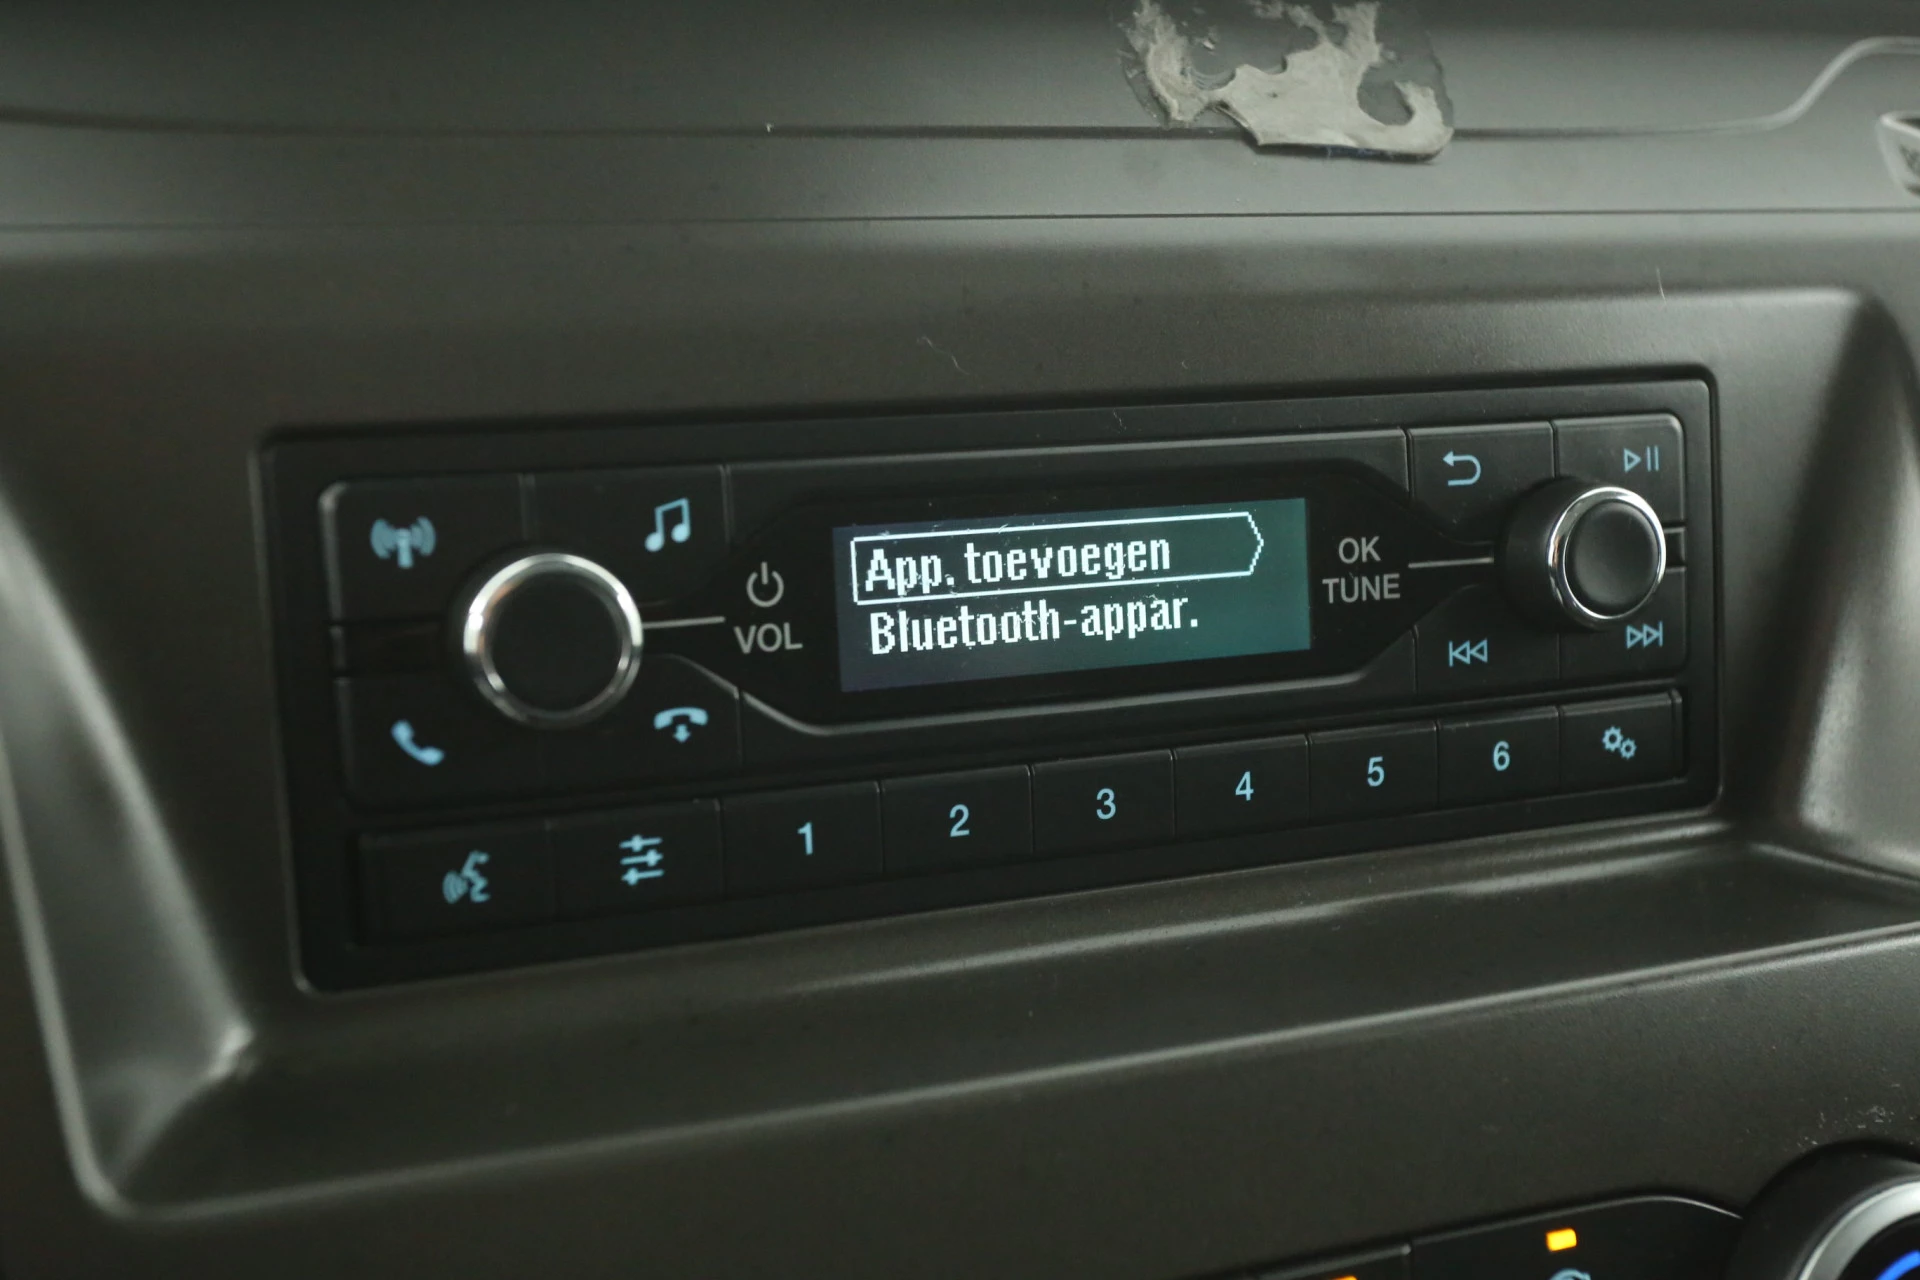 App. toevoegen
Bluetooth-appar.
VOL
OK
TUNE
1 2 3 4 5 6